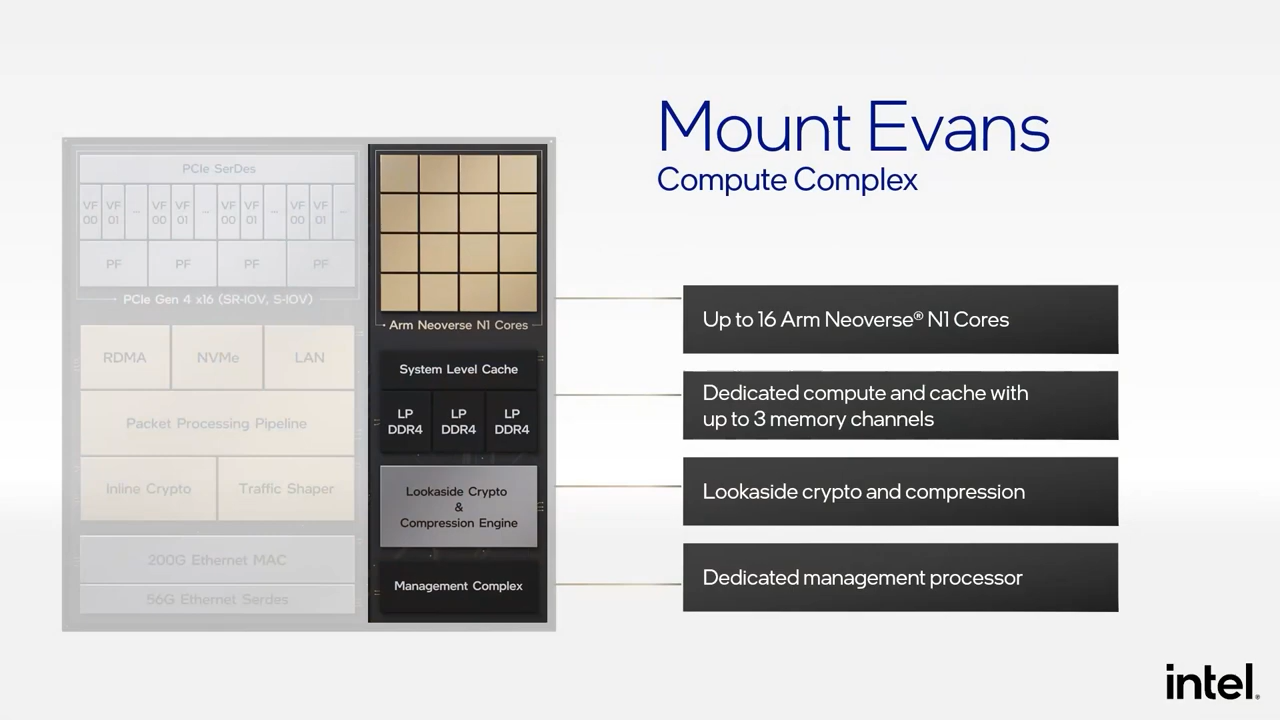 Mount Evans
Compute Complex
PCIe SerDes
VF 00 VF 01 ... VF 00 VF 01 ... VF 00 VF 01 ... VF 00 VF 01 ...
PF PF PF PF
PCIe Gen 4 x16 (SR-IOV, S-IOV)
RDMA NVMe LAN
Packet Processing Pipeline
Inline Crypto Traffic Shaper
200G Ethernet MAC
56G Ethernet Serdes
Arm Neoverse N1 Cores
System Level Cache
LP LP LP
DDR4 DDR4 DDR4
Lookaside Crypto
&
Compression Engine
Management Complex
Up to 16 Arm Neoverse® N1 Cores
Dedicated compute and cache with
up to 3 memory channels
Lookaside crypto and compression
Dedicated management processor
intel.